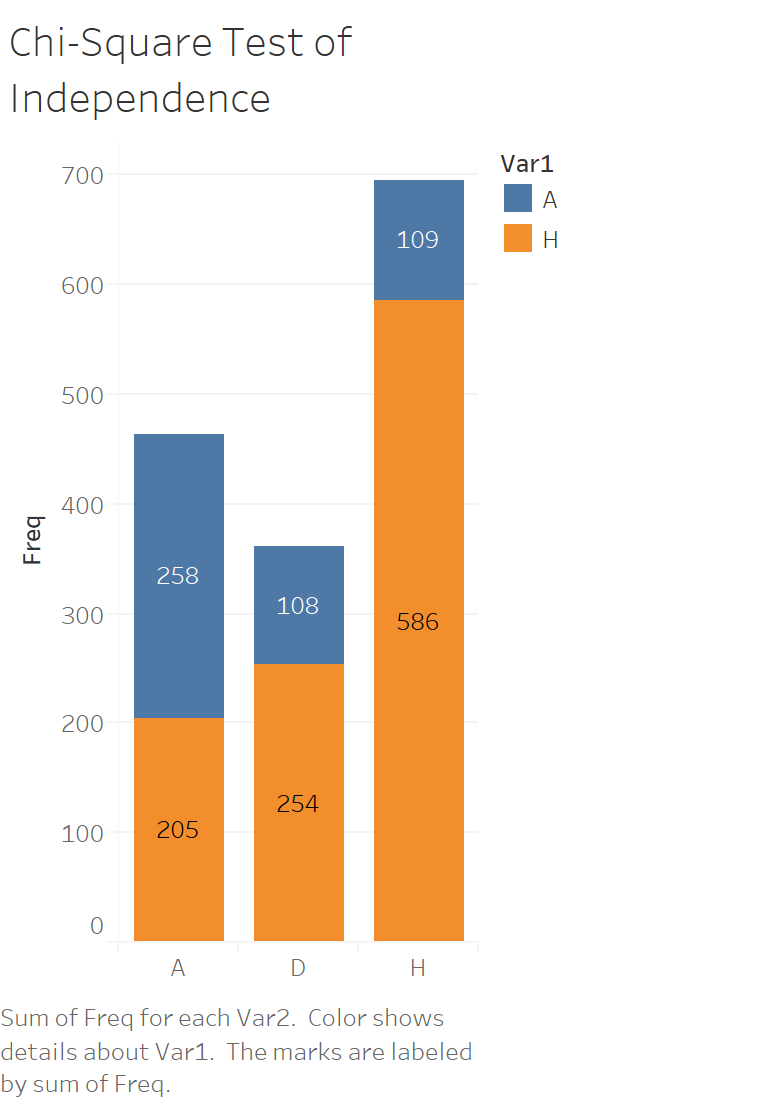 Chi-Square Test of
Independence
Var1
A
H
700
600
500
400
300
200
100
0
Freq
258
205
108
254
109
586
A
D
H
Sum of Freq for each Var2.  Color shows
details about Var1.  The marks are labeled
by sum of Freq.